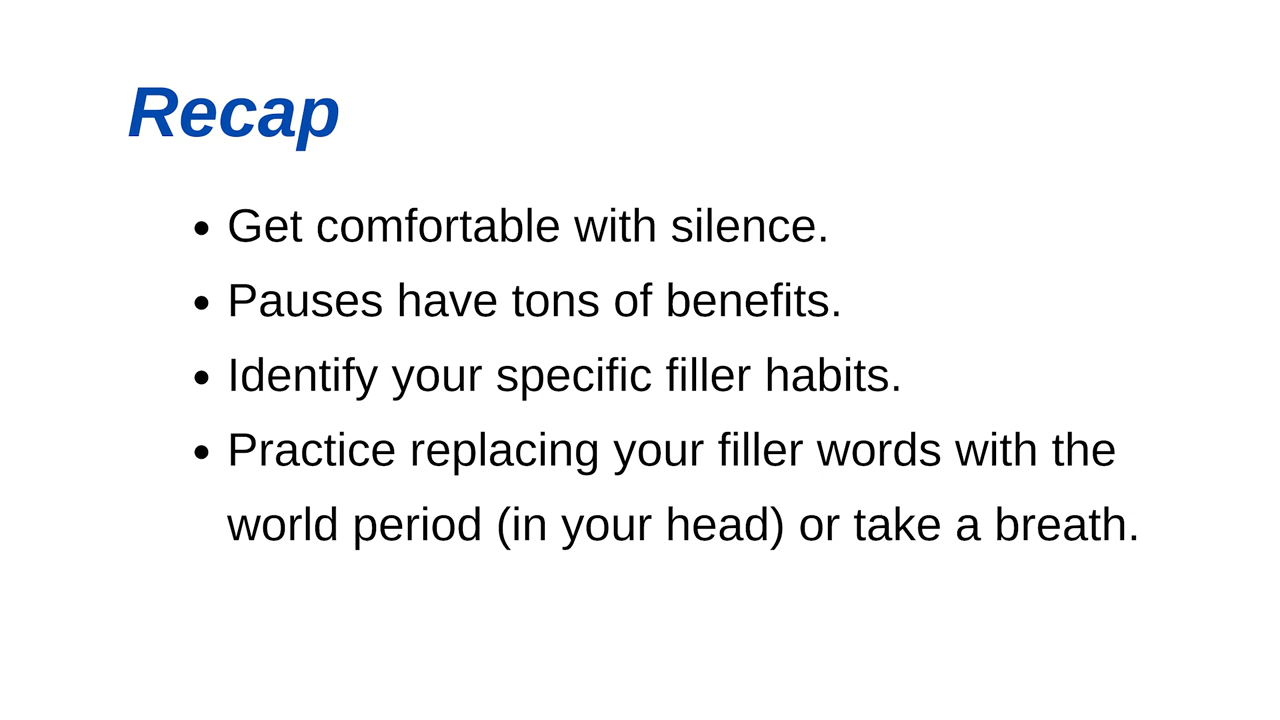 Recap
• Get comfortable with silence.
• Pauses have tons of benefits.
• Identify your specific filler habits.
• Practice replacing your filler words with the
world period (in your head) or take a breath.